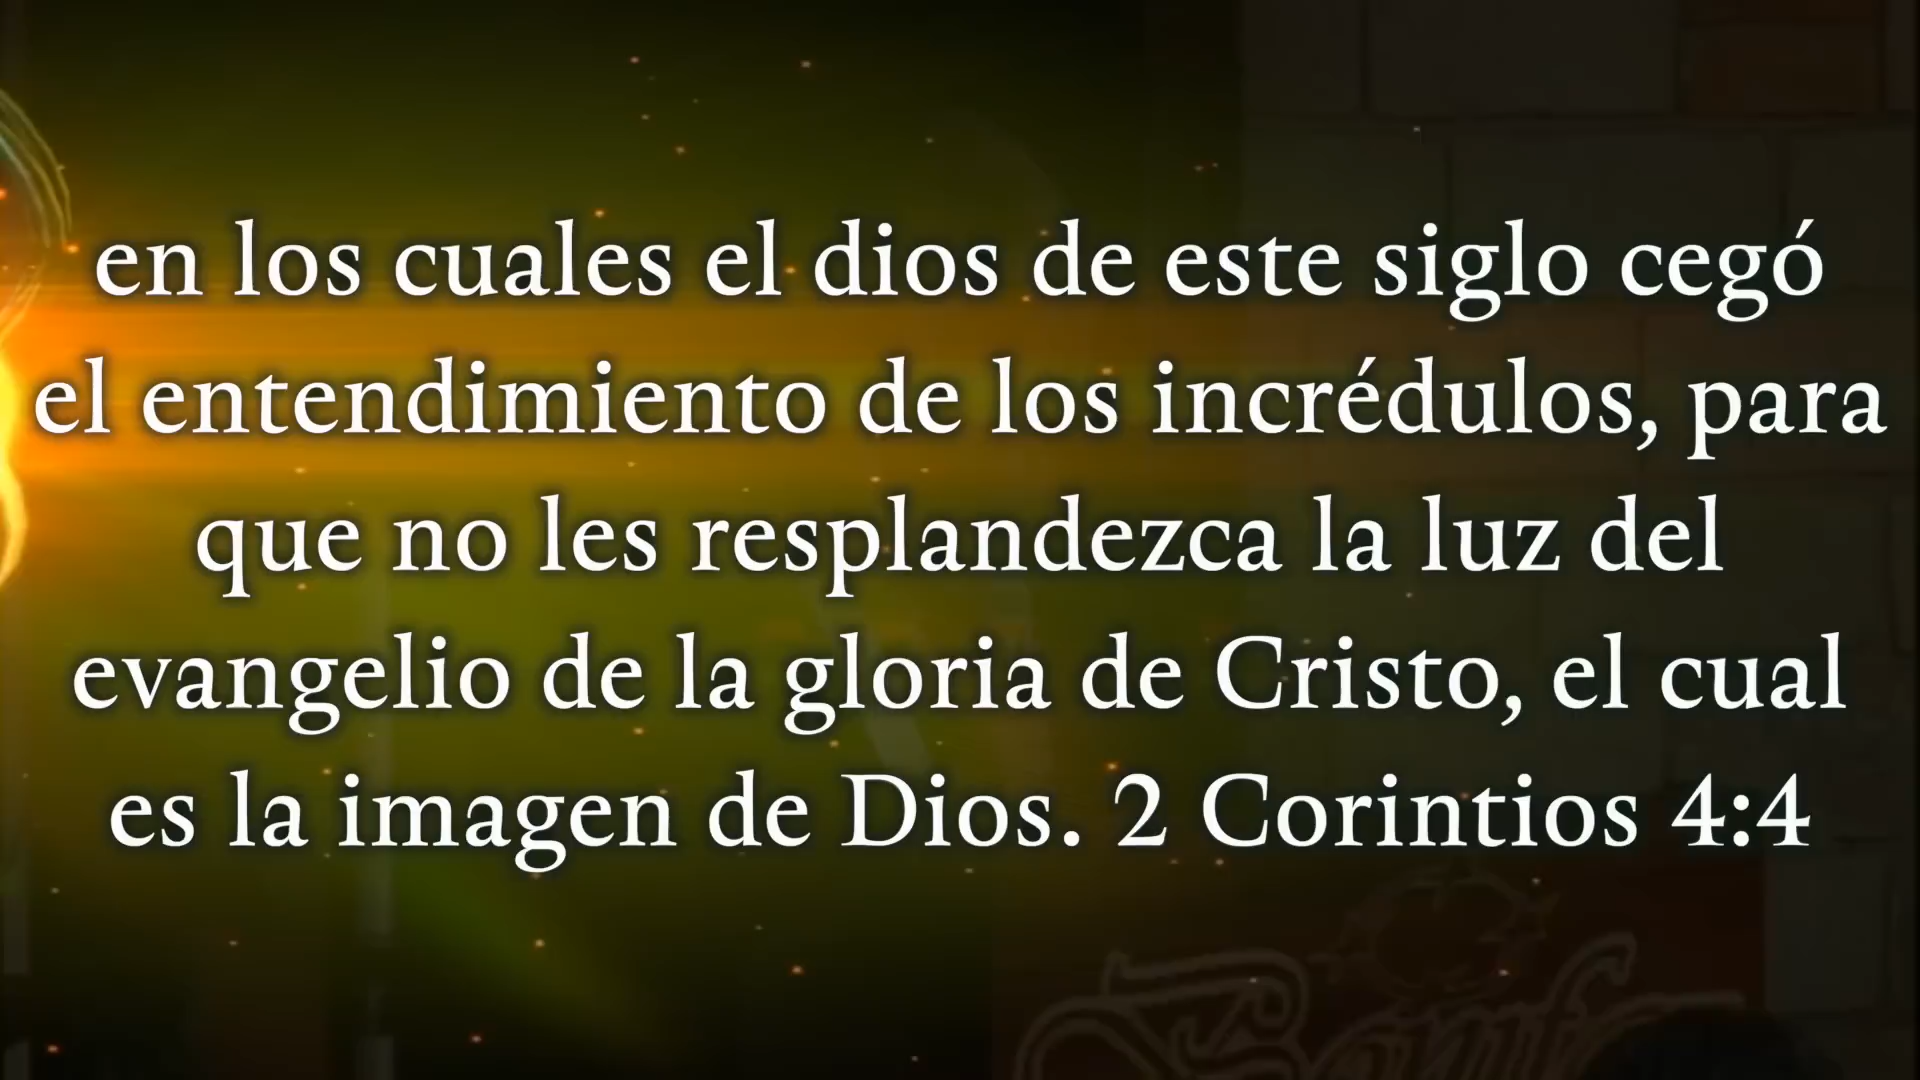 en los cuales el dios de este siglo cegó
el entendimiento de los incrédulos, para
que no les resplandezca la luz del
evangelio de la gloria de Cristo, el cual
es la imagen de Dios. 2 Corintios 4:4